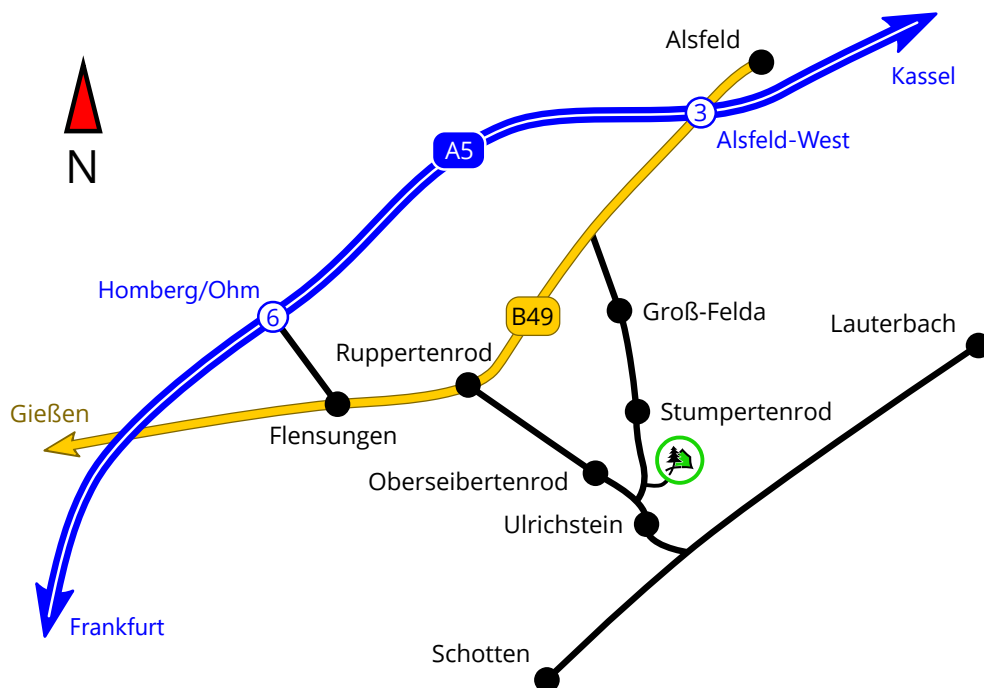 Alsfeld
Kassel
3
Alsfeld-West
A5
N
Homberg/Ohm
6
B49
Groß-Felda
Lauterbach
Ruppertenrod
Gießen
Flensungen
Stumpertenrod
Oberseibertenrod
Ulrichstein
Frankfurt
Schotten